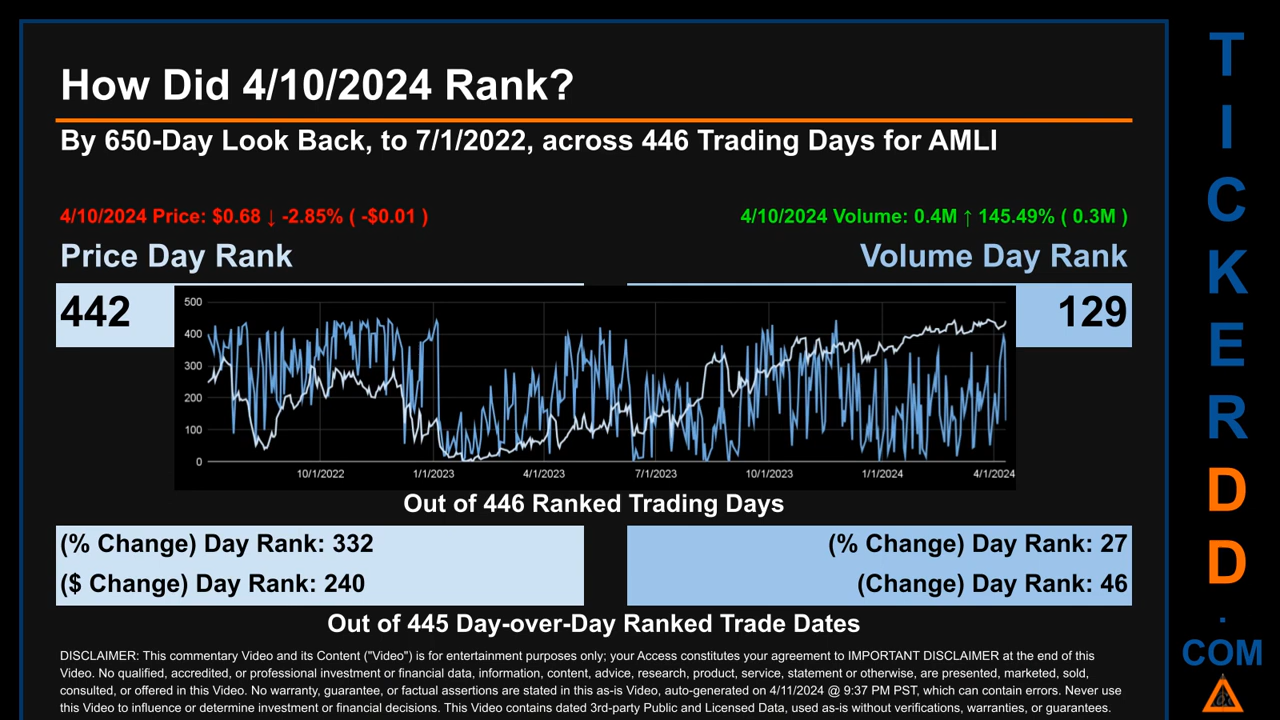 How Did 4/10/2024 Rank?
By 650-Day Look Back, to 7/1/2022, across 446 Trading Days for AMLI
4/10/2024 Price: $0.68 ↓ -2.85% ( -$0.01 )
4/10/2024 Volume: 0.4M ↑ 145.49% ( 0.3M )
Price Day Rank
Volume Day Rank
442
129
500
400
300
200
100
0
10/1/2022 1/1/2023 4/1/2023 7/1/2023 10/1/2023 1/1/2024 4/1/2024
Out of 446 Ranked Trading Days
(% Change) Day Rank: 332
($ Change) Day Rank: 240
(% Change) Day Rank: 27
(Change) Day Rank: 46
Out of 445 Day-over-Day Ranked Trade Dates
DISCLAIMER: This commentary Video and its Content ("Video") is for entertainment purposes only; your Access constitutes your agreement to IMPORTANT DISCLAIMER at the end of this
Video. No qualified, accredited, or professional investment or financial data, information, content, advice, research, product, service, statement or otherwise, are presented, marketed, sold,
consulted, or offered in this Video. No warranty, guarantee, or factual assertions are stated in this as-is Video, auto-generated on 4/11/2024 @ 9:37 PM PST, which can contain errors. Never use
this Video to influence or determine investment or financial decisions. This Video contains dated 3rd-party Public and Licensed Data, used as-is without verifications, warranties, or guarantees.
T
I
C
K
E
R
D
D
.
COM